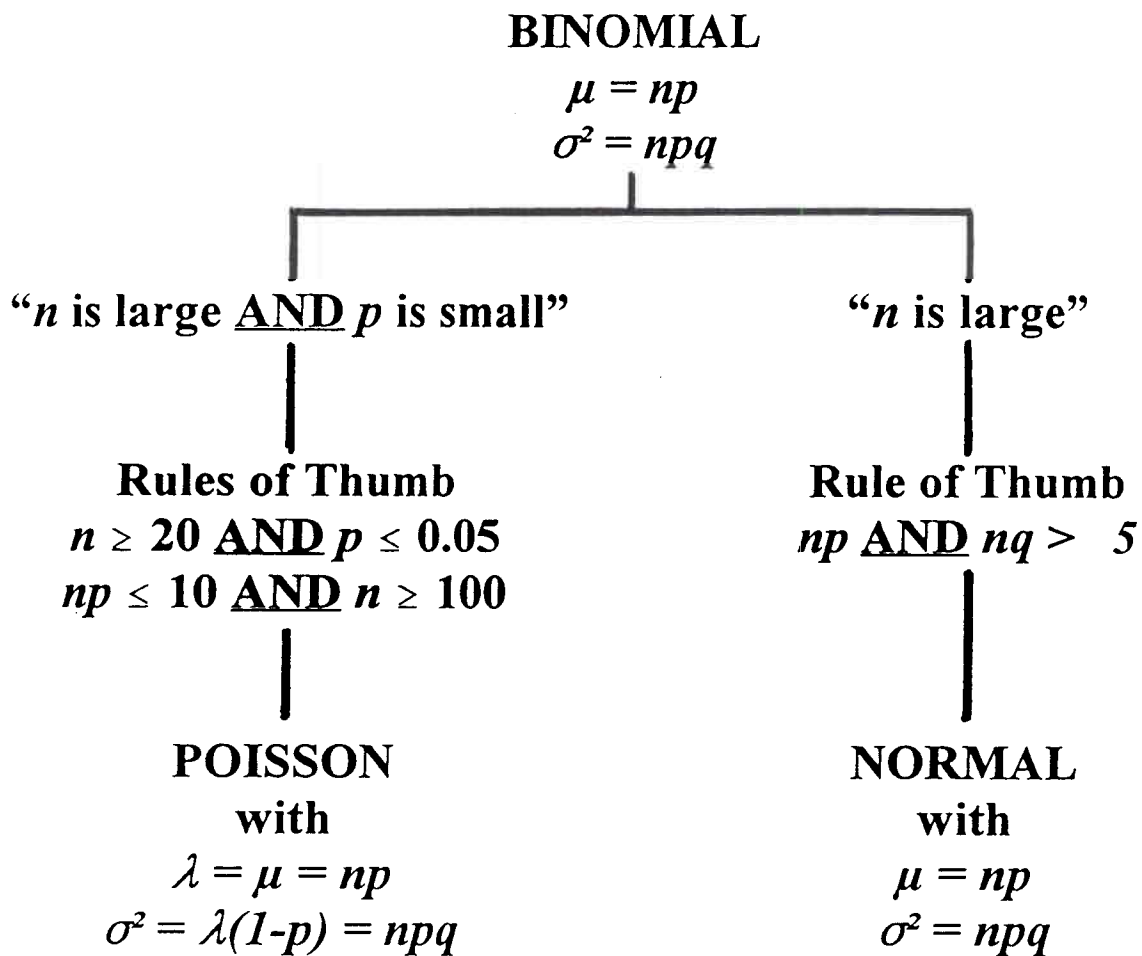 BINOMIAL
μ = np
σ² = npq
“n is large AND p is small”
“n is large”
Rules of Thumb
n ≥ 20 AND p ≤ 0.05
np ≤ 10 AND n ≥ 100
Rule of Thumb
np AND nq > 5
POISSON
with
λ = μ = np
σ² = λ(1-p) = npq
NORMAL
with
μ = np
σ² = npq